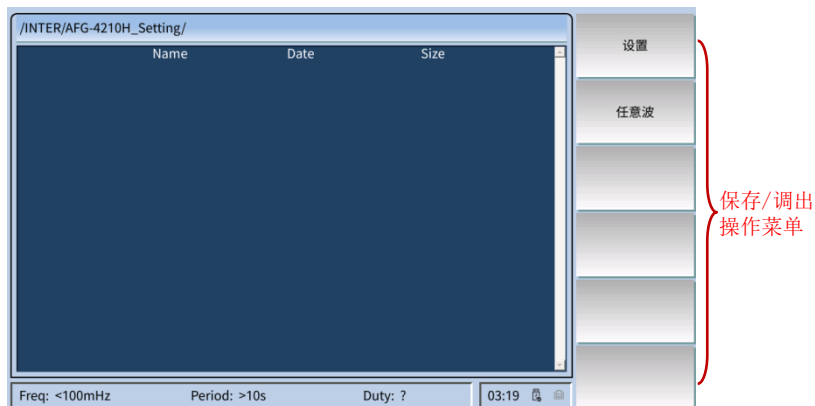 /INTER/AFG-4210H_Setting/
Name Date Size
设置
任意波
保存/调出
操作菜单
Freq: <100mHz Period: >10s Duty: ? 03:19